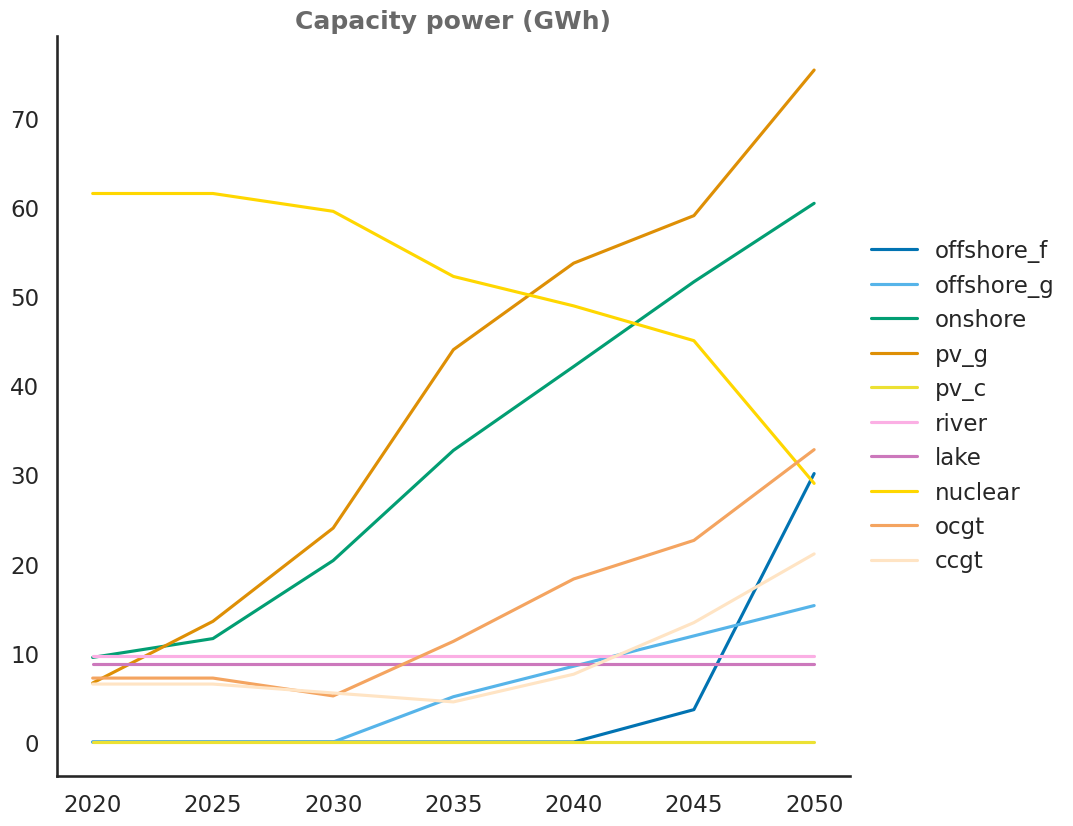 Capacity power (GWh)
70
60
50
40
30
20
10
0
2020 2025 2030 2035 2040 2045 2050
offshore_f
offshore_g
onshore
pv_g
pv_c
river
lake
nuclear
ocgt
ccgt